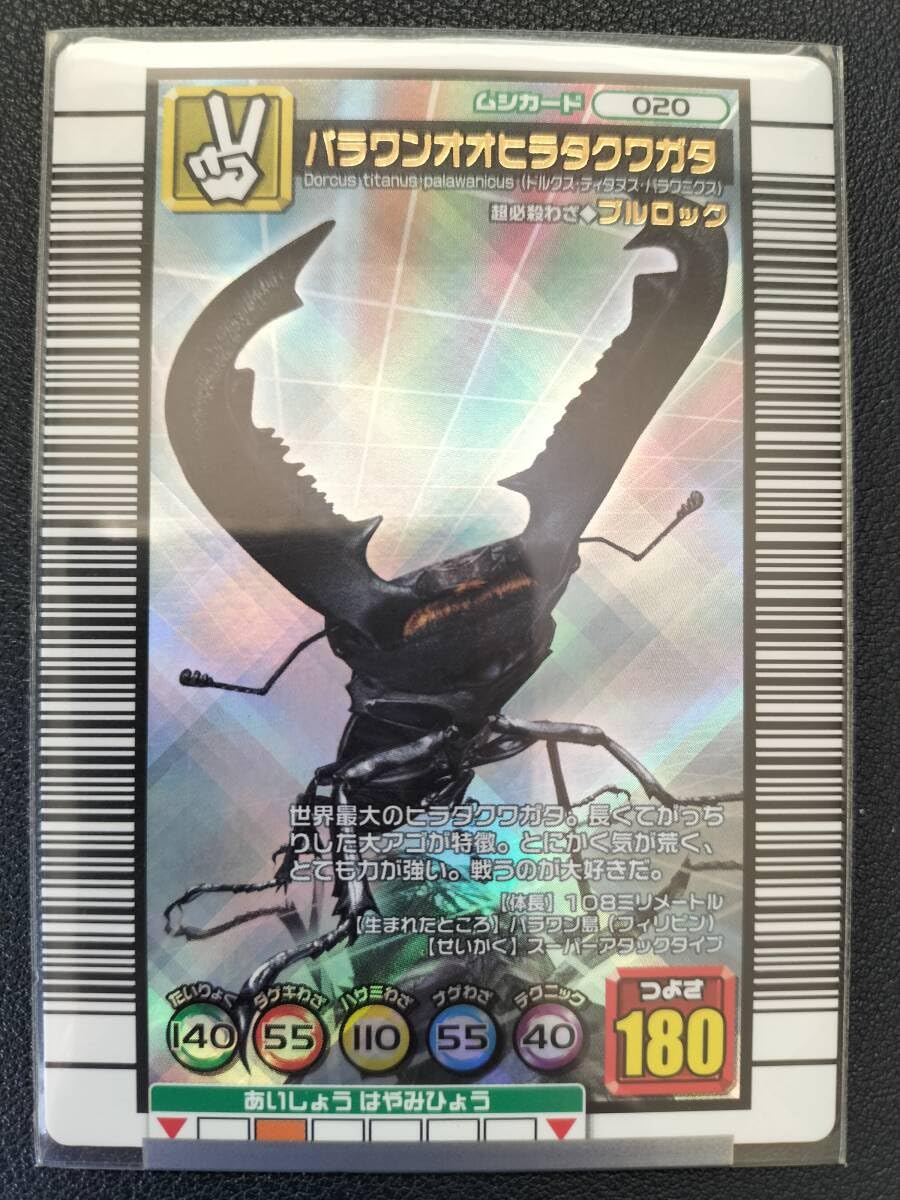 ムシカード 020
パラワンオオヒラタクワガタ
Dorcus titanus palawanicus (ドルクス・ティタヌス・パラワニクス)
超必殺わざ◆ブルロック
世界最大のヒラタクワガタ。長くてがっち
りした大アゴが特徴。とにかく気が荒く、
とても力が強い。戦うのが大好きだ。
【体長】108ミリメートル
【生まれたところ】パラワン島(フィリピン)
【せいかく】スーパーアタックタイプ
たいりょく 140
ダゲキわざ 55
ハサミわざ 110
ナゲわざ 55
テクニック 40
つよさ 180
あいしょう はやみひょう